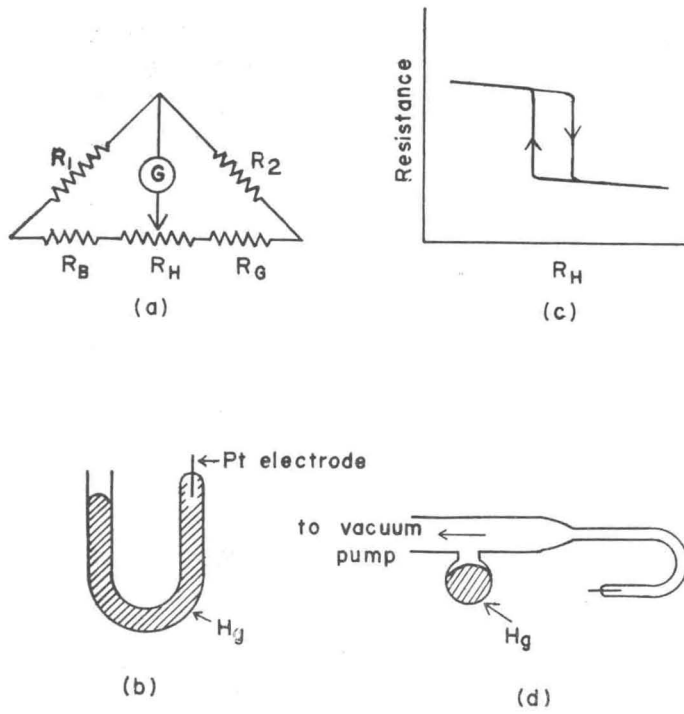 R1
G
R2
RB
RH
RG
(a)
Resistance
RH
(c)
Pt electrode
Hg
(b)
to vacuum
pump
Hg
(d)